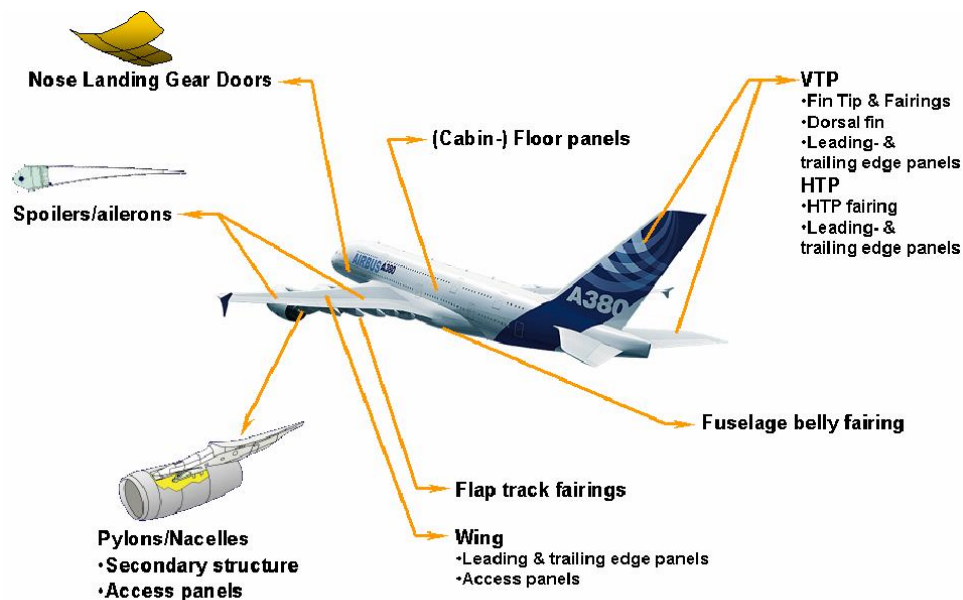 Nose Landing Gear Doors
(Cabin-) Floor panels
VTP
•Fin Tip & Fairings
•Dorsal fin
•Leading- &
trailing edge panels
HTP
•HTP fairing
•Leading- &
trailing edge panels
Spoilers/ailerons
AIRBUS A380
A380
Fuselage belly fairing
Flap track fairings
Pylons/Nacelles
•Secondary structure
•Access panels
Wing
•Leading & trailing edge panels
•Access panels